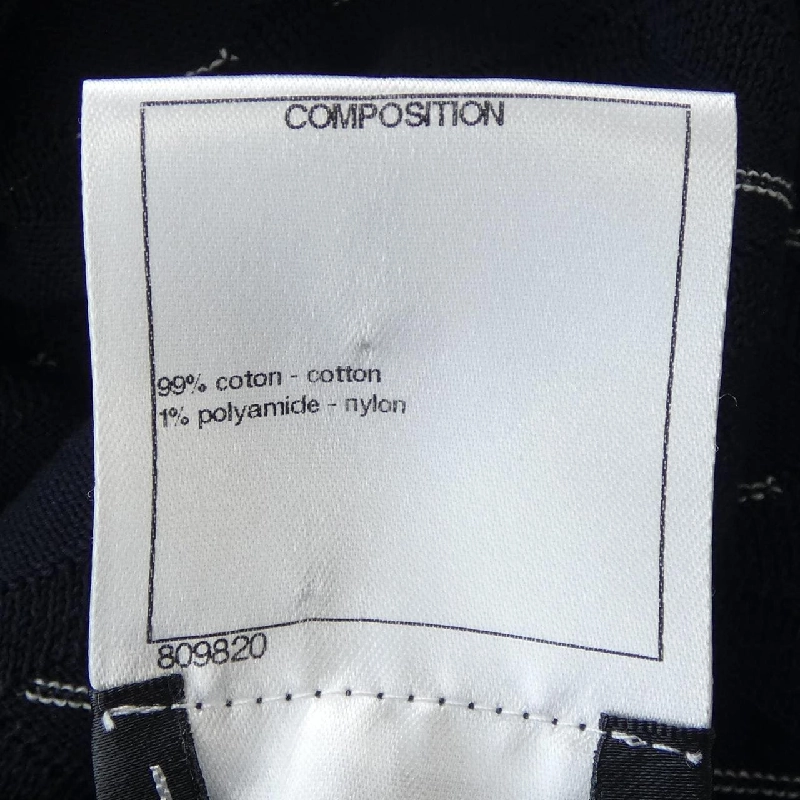 COMPOSITION
99% coton - cotton
1% polyamide - nylon
809820